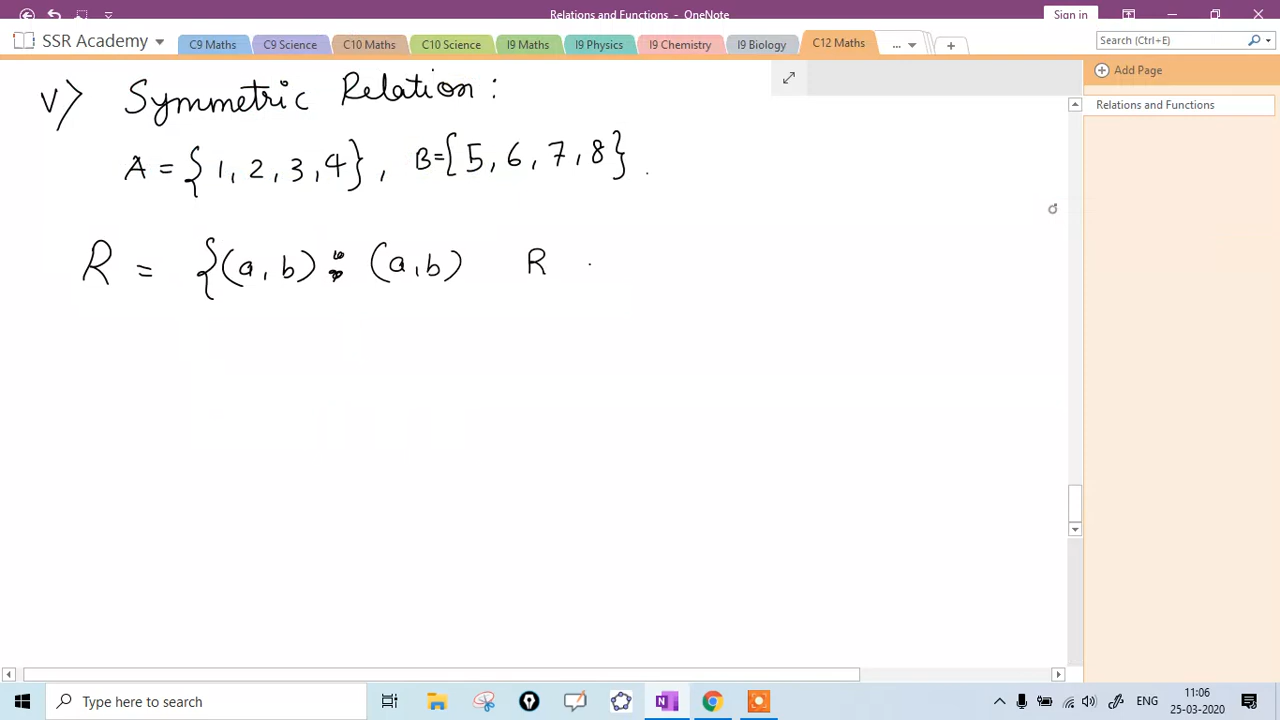 Relations and Functions - OneNote
Sign in
SSR Academy
C9 Maths
C9 Science
C10 Maths
C10 Science
I9 Maths
I9 Physics
I9 Chemistry
I9 Biology
C12 Maths
...
Search (Ctrl+E)
Add Page
Relations and Functions
v) Symmetric Relation :
A = {1, 2, 3, 4} , B={5, 6, 7, 8} .
R = {(a, b) : (a, b) R .
Type here to search
ENG
11:06
25-03-2020